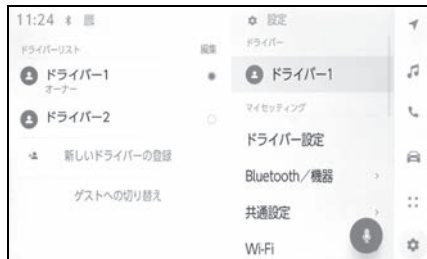 11:24
ドライバーリスト
編集
ドライバー1
オーナー
ドライバー2
新しいドライバーの登録
ゲストへの切り替え
設定
ドライバー
ドライバー1
マイセッティング
ドライバー設定
Bluetooth／機器
共通設定
Wi-Fi